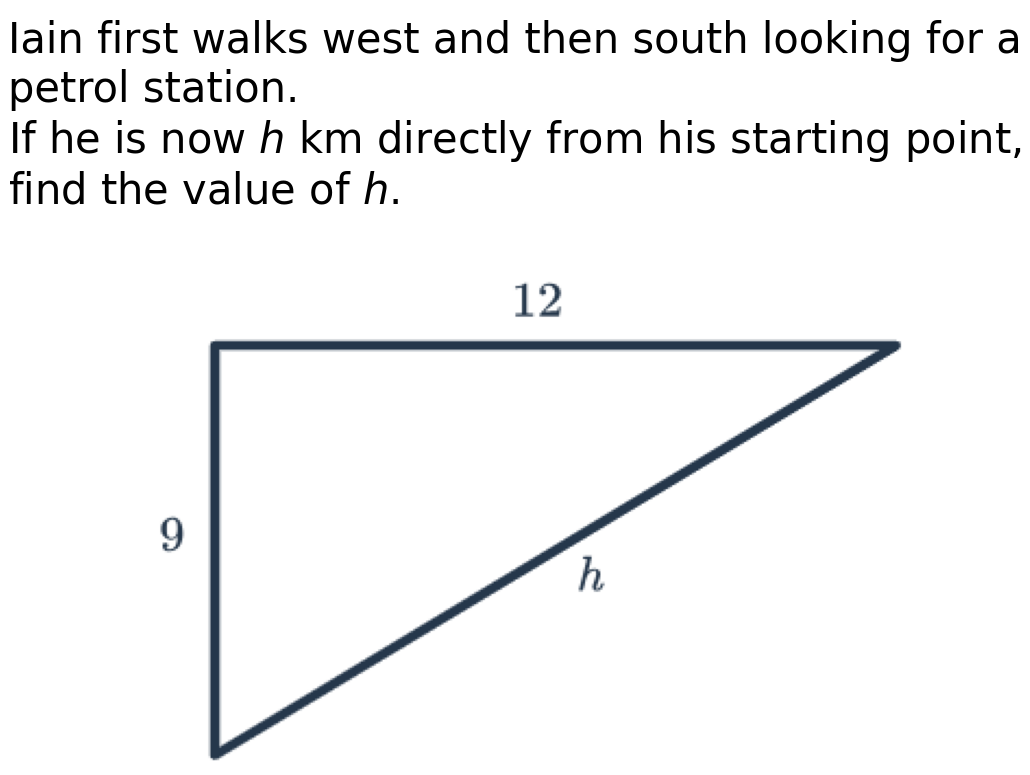 Iain first walks west and then south looking for a
petrol station.
If he is now h km directly from his starting point,
find the value of h.
12
9
h